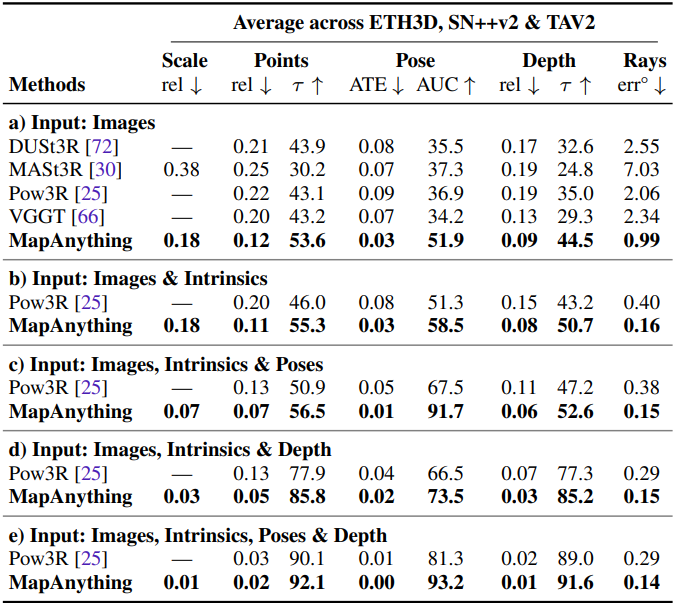 Average across ETH3D, SN++v2 & TAV2
Scale Points Pose Depth Rays
Methods rel ↓ rel ↓ τ ↑ ATE ↓ AUC ↑ rel ↓ τ ↑ err° ↓
a) Input: Images
DUSt3R [72] — 0.21 43.9 0.08 35.5 0.17 32.6 2.55
MASt3R [30] 0.38 0.25 30.2 0.07 37.3 0.19 24.8 7.03
Pow3R [25] — 0.22 43.1 0.09 36.9 0.19 35.0 2.06
VGGT [66] — 0.20 43.2 0.07 34.2 0.13 29.3 2.34
MapAnything 0.18 0.12 53.6 0.03 51.9 0.09 44.5 0.99
b) Input: Images & Intrinsics
Pow3R [25] — 0.20 46.0 0.08 51.3 0.15 43.2 0.40
MapAnything 0.18 0.11 55.3 0.03 58.5 0.08 50.7 0.16
c) Input: Images, Intrinsics & Poses
Pow3R [25] — 0.13 50.9 0.05 67.5 0.11 47.2 0.38
MapAnything 0.07 0.07 56.5 0.01 91.7 0.06 52.6 0.15
d) Input: Images, Intrinsics & Depth
Pow3R [25] — 0.13 77.9 0.04 66.5 0.07 77.3 0.29
MapAnything 0.03 0.05 85.8 0.02 73.5 0.03 85.2 0.15
e) Input: Images, Intrinsics, Poses & Depth
Pow3R [25] — 0.03 90.1 0.01 81.3 0.02 89.0 0.29
MapAnything 0.01 0.02 92.1 0.00 93.2 0.01 91.6 0.14